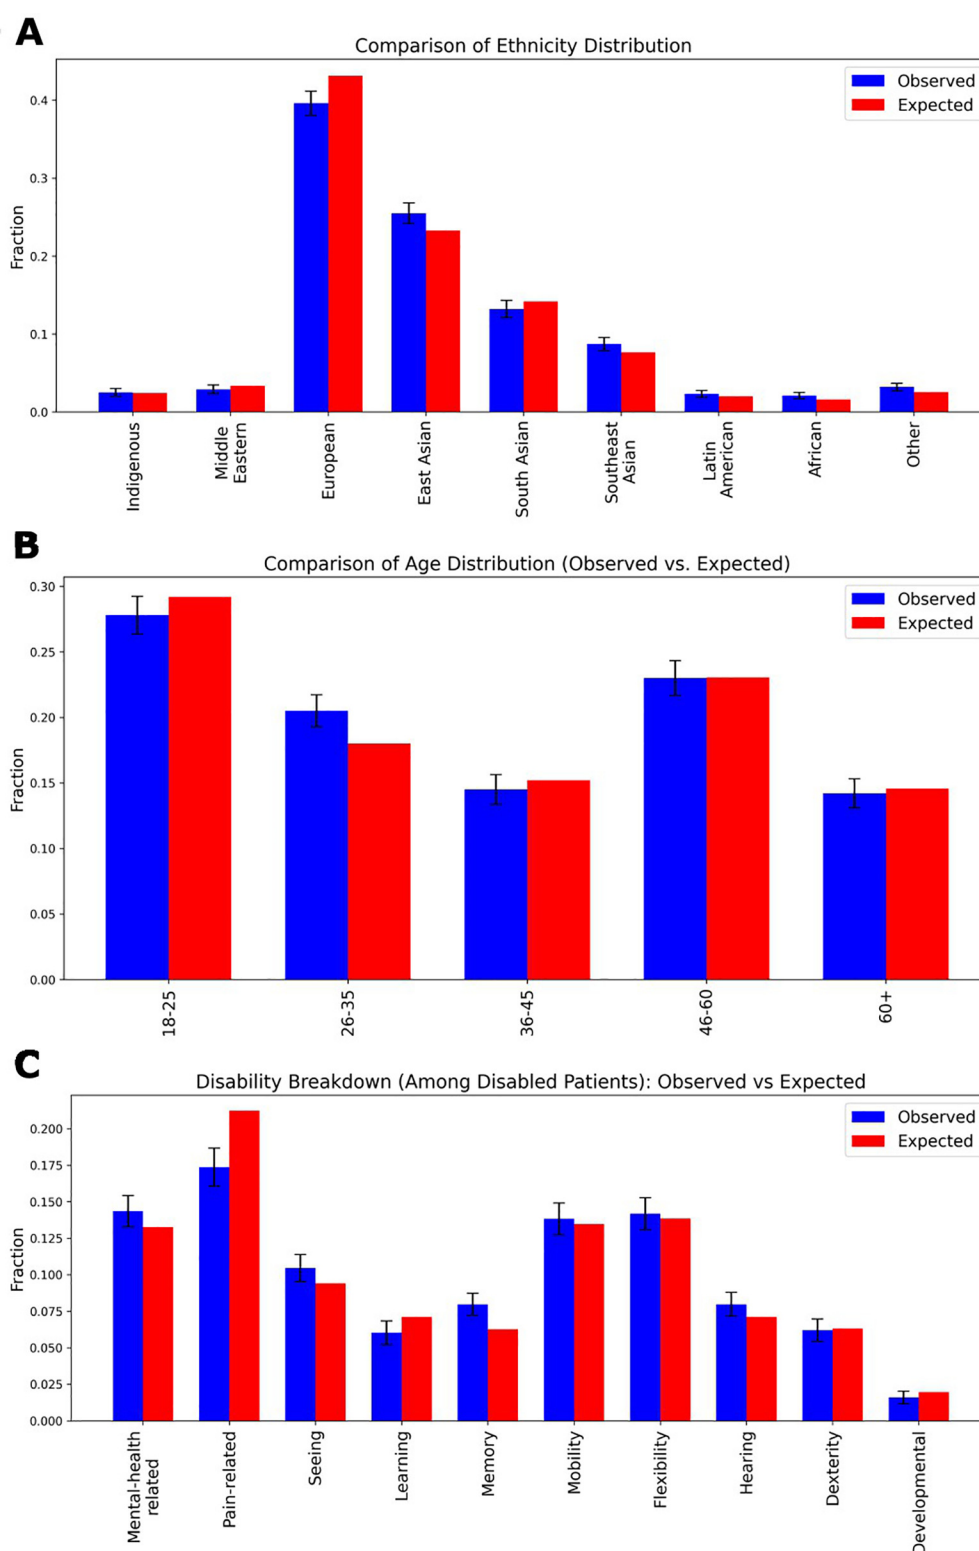 A
Comparison of Ethnicity Distribution
Observed
Expected
Fraction
0.4
0.3
0.2
0.1
0.0
Indigenous
Middle
Eastern
European
East Asian
South Asian
Southeast
Asian
Latin
American
African
Other
B
Comparison of Age Distribution (Observed vs. Expected)
Observed
Expected
Fraction
0.30
0.25
0.20
0.15
0.10
0.05
0.00
18-25
26-35
36-45
46-60
60+
C
Disability Breakdown (Among Disabled Patients): Observed vs Expected
Observed
Expected
Fraction
0.200
0.175
0.150
0.125
0.100
0.075
0.050
0.025
0.000
Mental-health
related
Pain-related
Seeing
Learning
Memory
Mobility
Flexibility
Hearing
Dexterity
Developmental